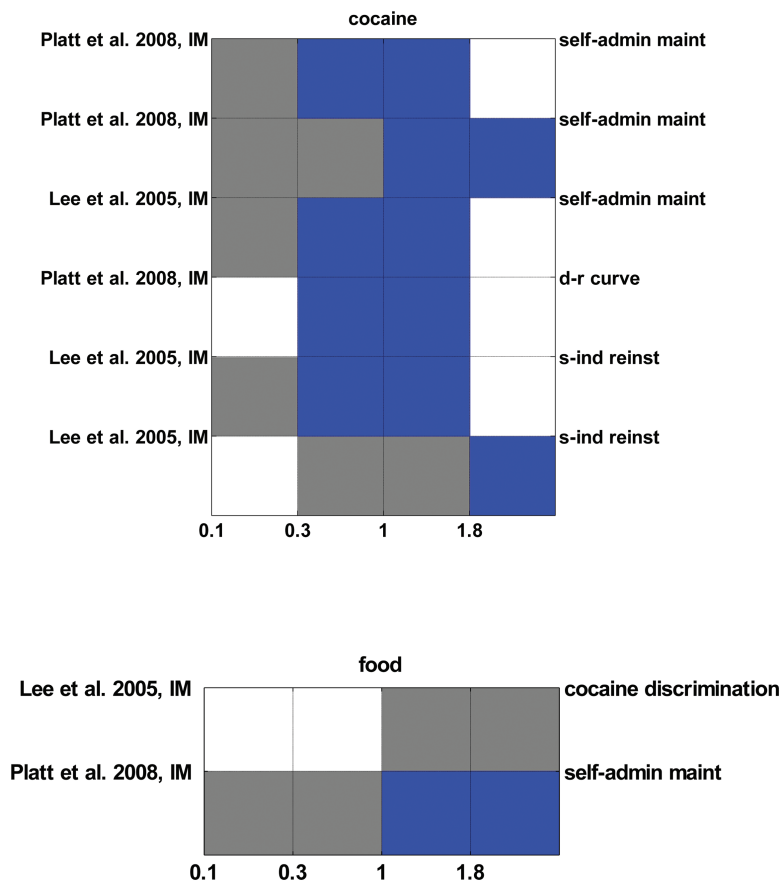 cocaine
Platt et al. 2008, IM self-admin maint
Platt et al. 2008, IM self-admin maint
Lee et al. 2005, IM self-admin maint
Platt et al. 2008, IM d-r curve
Lee et al. 2005, IM s-ind reinst
Lee et al. 2005, IM s-ind reinst
0.1 0.3 1 1.8
food
Lee et al. 2005, IM cocaine discrimination
Platt et al. 2008, IM self-admin maint
0.1 0.3 1 1.8